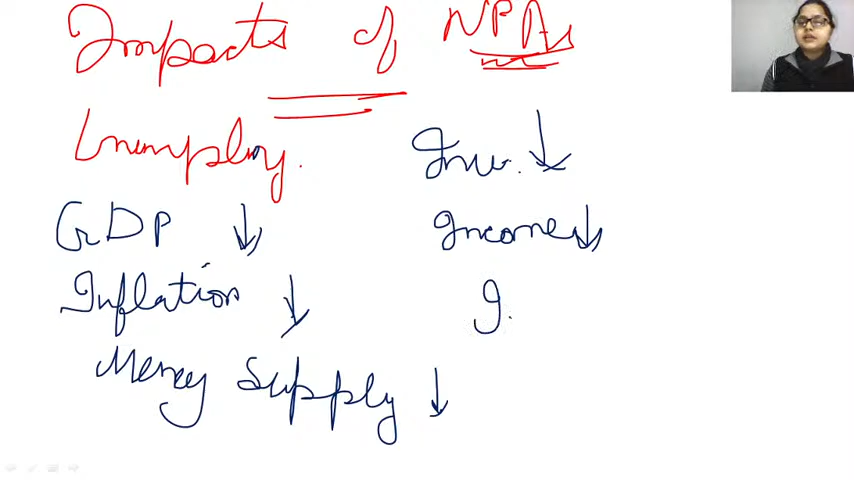 Impacts of NPAs
Unemploy.
Inv. ↓
GDP ↓
Income ↓
Inflation ↓
I.
Money Supply ↓